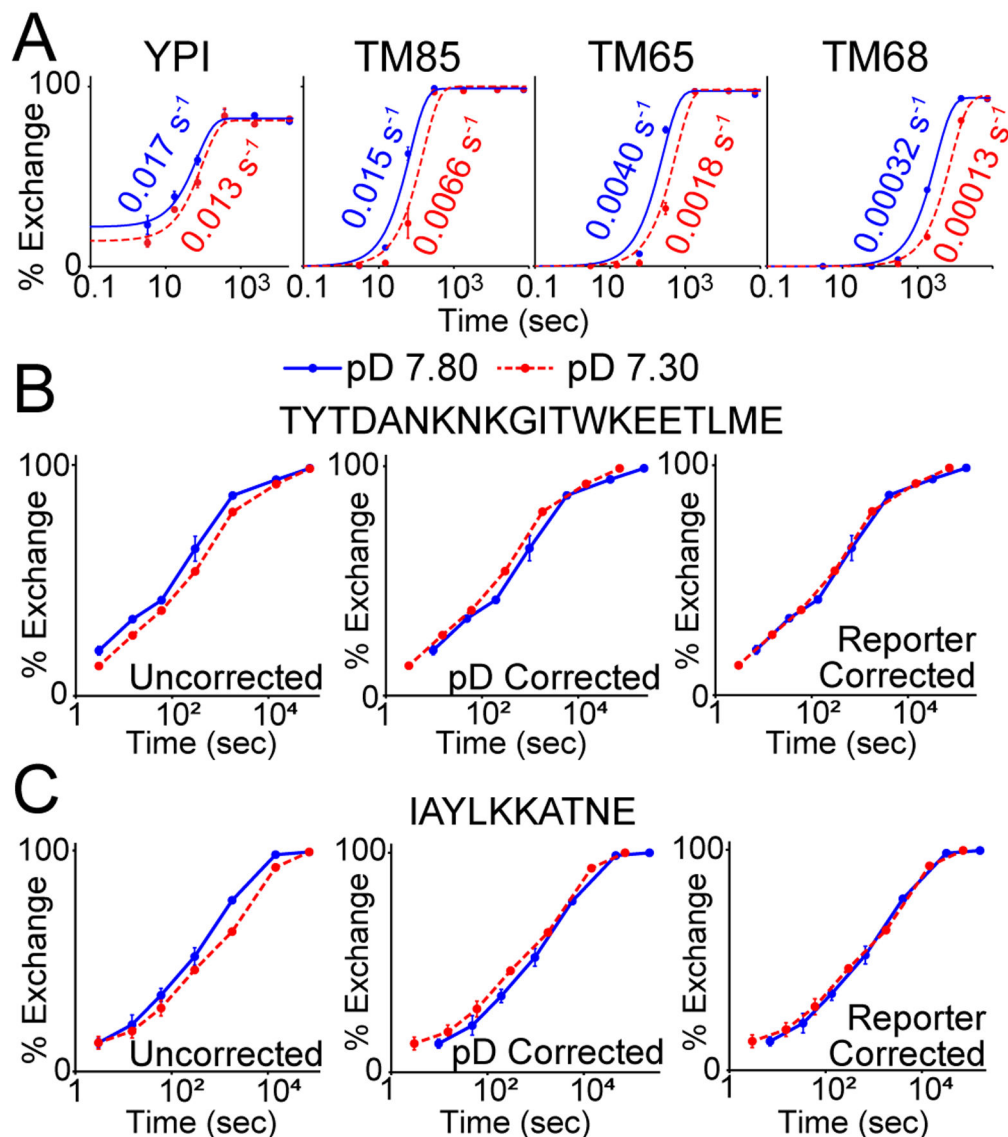 A
YPI TM85 TM65 TM68
% Exchange
100
0
0.017 s⁻¹
0.013 s⁻¹
0.015 s⁻¹
0.0066 s⁻¹
0.0040 s⁻¹
0.0018 s⁻¹
0.00032 s⁻¹
0.00013 s⁻¹
0.1 10 10³ 0.1 10 10³ 0.1 10 10³ 0.1 10 10³
Time (sec)
pD 7.80 pD 7.30
B
TYTDANKNKGITWKEETLME
100 100 100
% Exchange % Exchange % Exchange
Uncorrected pD Corrected Reporter
Corrected
0 0 0
1 10² 10⁴ 1 10² 10⁴ 1 10² 10⁴
Time (sec) Time (sec) Time (sec)
C
IAYLKKATNE
100 100 100
% Exchange % Exchange % Exchange
Uncorrected pD Corrected Reporter
Corrected
0 0 0
1 10² 10⁴ 1 10² 10⁴ 1 10² 10⁴
Time (sec) Time (sec) Time (sec)